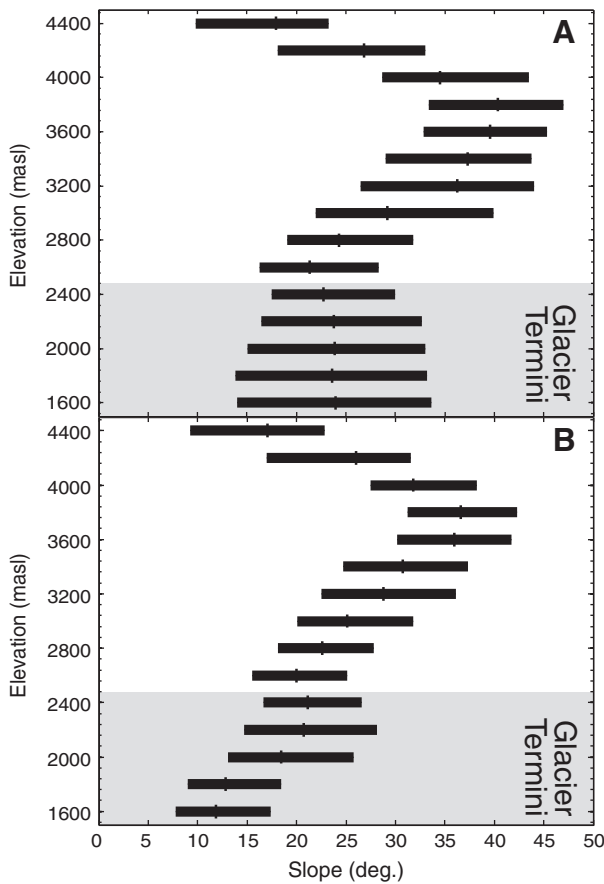 A
4400
4000
3600
3200
2800
2400
2000
1600
Elevation (masl)
Glacier
Termini
B
4400
4000
3600
3200
2800
2400
2000
1600
Elevation (masl)
Glacier
Termini
0 5 10 15 20 25 30 35 40 45 50
Slope (deg.)